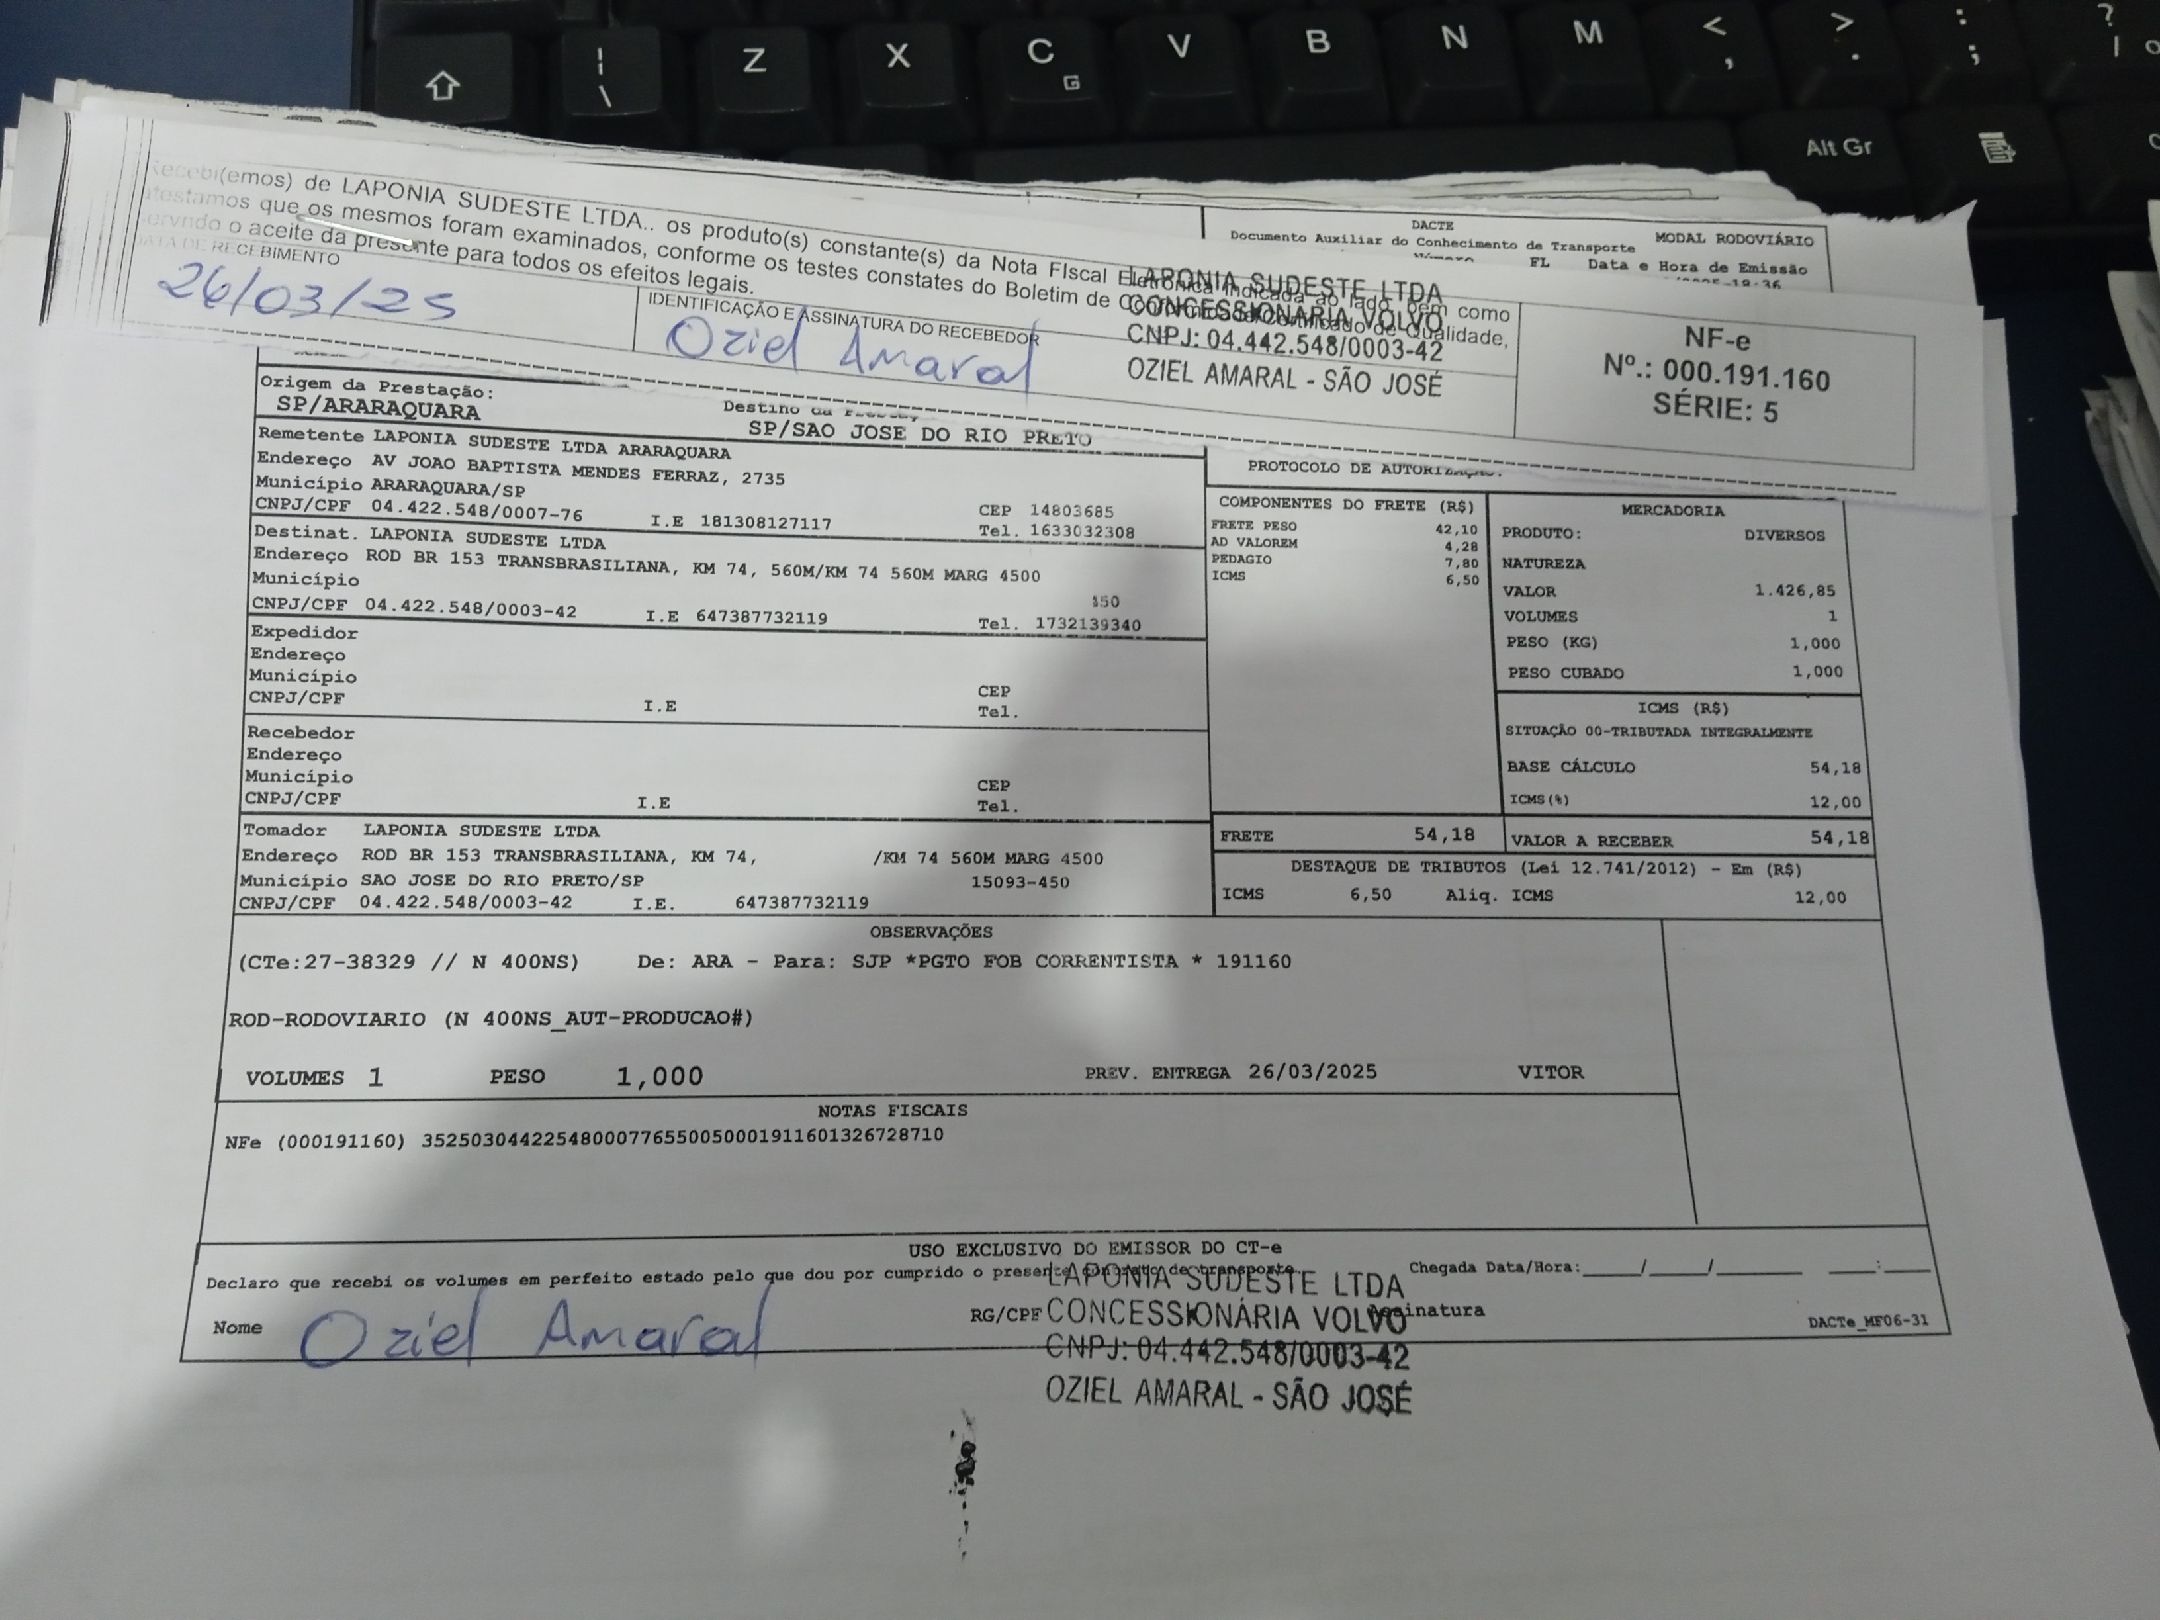 Z X C V B N M < , > . : ; ?
G
Alt Gr
Recebi(emos) de LAPONIA SUDESTE LTDA.. os produto(s) constante(s) da Nota FIscal Eletrônica indicada ao lado, bem como
atestamos que os mesmos foram examinados, conforme os testes constates do Boletim de Qualidade,
o aceite da presente para todos os efeitos legais.
DATA DE RECEBIMENTO
26/03/25
IDENTIFICAÇÃO E ASSINATURA DO RECEBEDOR
Oziel Amaral
LAPONIA SUDESTE LTDA
CONCESSIONÁRIA VOLVO
CNPJ: 04.442.548/0003-42
OZIEL AMARAL - SÃO JOSÉ
NF-e
Nº.: 000.191.160
SÉRIE: 5
DACTE
Documento Auxiliar do Conhecimento de Transporte
MODAL RODOVIÁRIO
FL Data e Hora de Emissão
Origem da Prestação:
SP/ARARAQUARA
Destino da
SP/SAO JOSE DO RIO PRETO
Remetente LAPONIA SUDESTE LTDA ARARAQUARA
Endereço AV JOAO BAPTISTA MENDES FERRAZ, 2735
Município ARARAQUARA/SP CEP 14803685
CNPJ/CPF 04.422.548/0007-76 I.E 181308127117 Tel. 1633032308
Destinat. LAPONIA SUDESTE LTDA
Endereço ROD BR 153 TRANSBRASILIANA, KM 74, 560M/KM 74 560M MARG 4500
Município
CNPJ/CPF 04.422.548/0003-42 I.E 647387732119 Tel. 1732139340
Expedidor
Endereço
Município CEP
CNPJ/CPF I.E Tel.
Recebedor
Endereço
Município CEP
CNPJ/CPF I.E Tel.
Tomador LAPONIA SUDESTE LTDA
Endereço ROD BR 153 TRANSBRASILIANA, KM 74, /KM 74 560M MARG 4500
Município SAO JOSE DO RIO PRETO/SP 15093-450
CNPJ/CPF 04.422.548/0003-42 I.E. 647387732119
PROTOCOLO DE AUTORIZAÇÃO:
COMPONENTES DO FRETE (R$)
FRETE PESO 42,10
AD VALOREM 4,28
PEDAGIO 7,80
ICMS 6,50
MERCADORIA
PRODUTO: DIVERSOS
NATUREZA
VALOR 1.426,85
VOLUMES 1
PESO (KG) 1,000
PESO CUBADO 1,000
ICMS (R$)
SITUAÇÃO 00-TRIBUTADA INTEGRALMENTE
BASE CÁLCULO 54,18
ICMS(%) 12,00
FRETE 54,18 VALOR A RECEBER 54,18
DESTAQUE DE TRIBUTOS (Lei 12.741/2012) - Em (R$)
ICMS 6,50 Aliq. ICMS 12,00
OBSERVAÇÕES
(CTe:27-38329 // N 400NS) De: ARA - Para: SJP *PGTO FOB CORRENTISTA * 191160
ROD-RODOVIARIO (N 400NS_AUT-PRODUCAO#)
VOLUMES 1 PESO 1,000 PREV. ENTREGA 26/03/2025 VITOR
NOTAS FISCAIS
NFe (000191160) 35250304422548000776550050001911601326728710
USO EXCLUSIVO DO EMISSOR DO CT-e
Declaro que recebi os volumes em perfeito estado pelo que dou por cumprido o presente contrato de transporte. Chegada Data/Hora:____/____/______ ___:___
Nome Oziel Amaral RG/CPF Assinatura
DACTe_MF06-31
LAPONIA SUDESTE LTDA
CONCESSIONÁRIA VOLVO
CNPJ: 04.442.548/0003-42
OZIEL AMARAL - SÃO JOSÉ